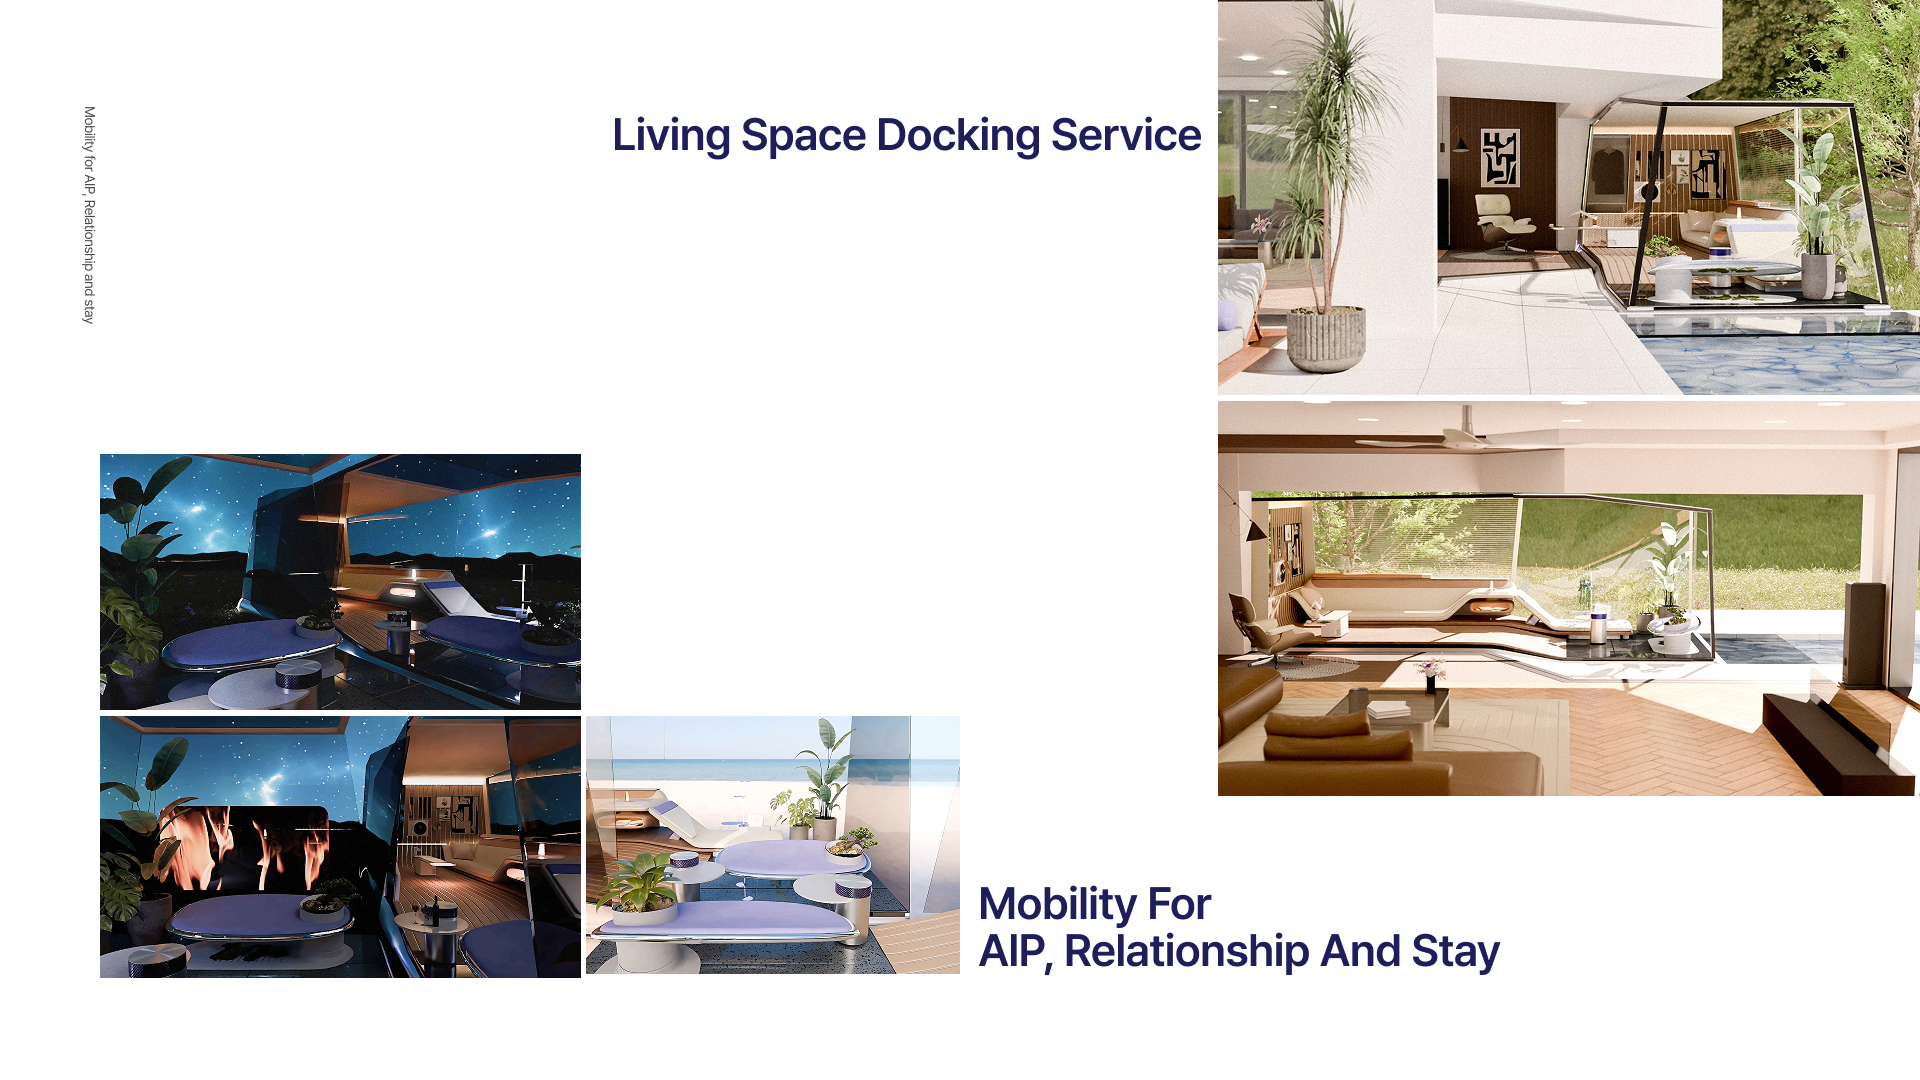 Mobility for AIP, Relationship and stay
Living Space Docking Service
Mobility For
AIP, Relationship And Stay